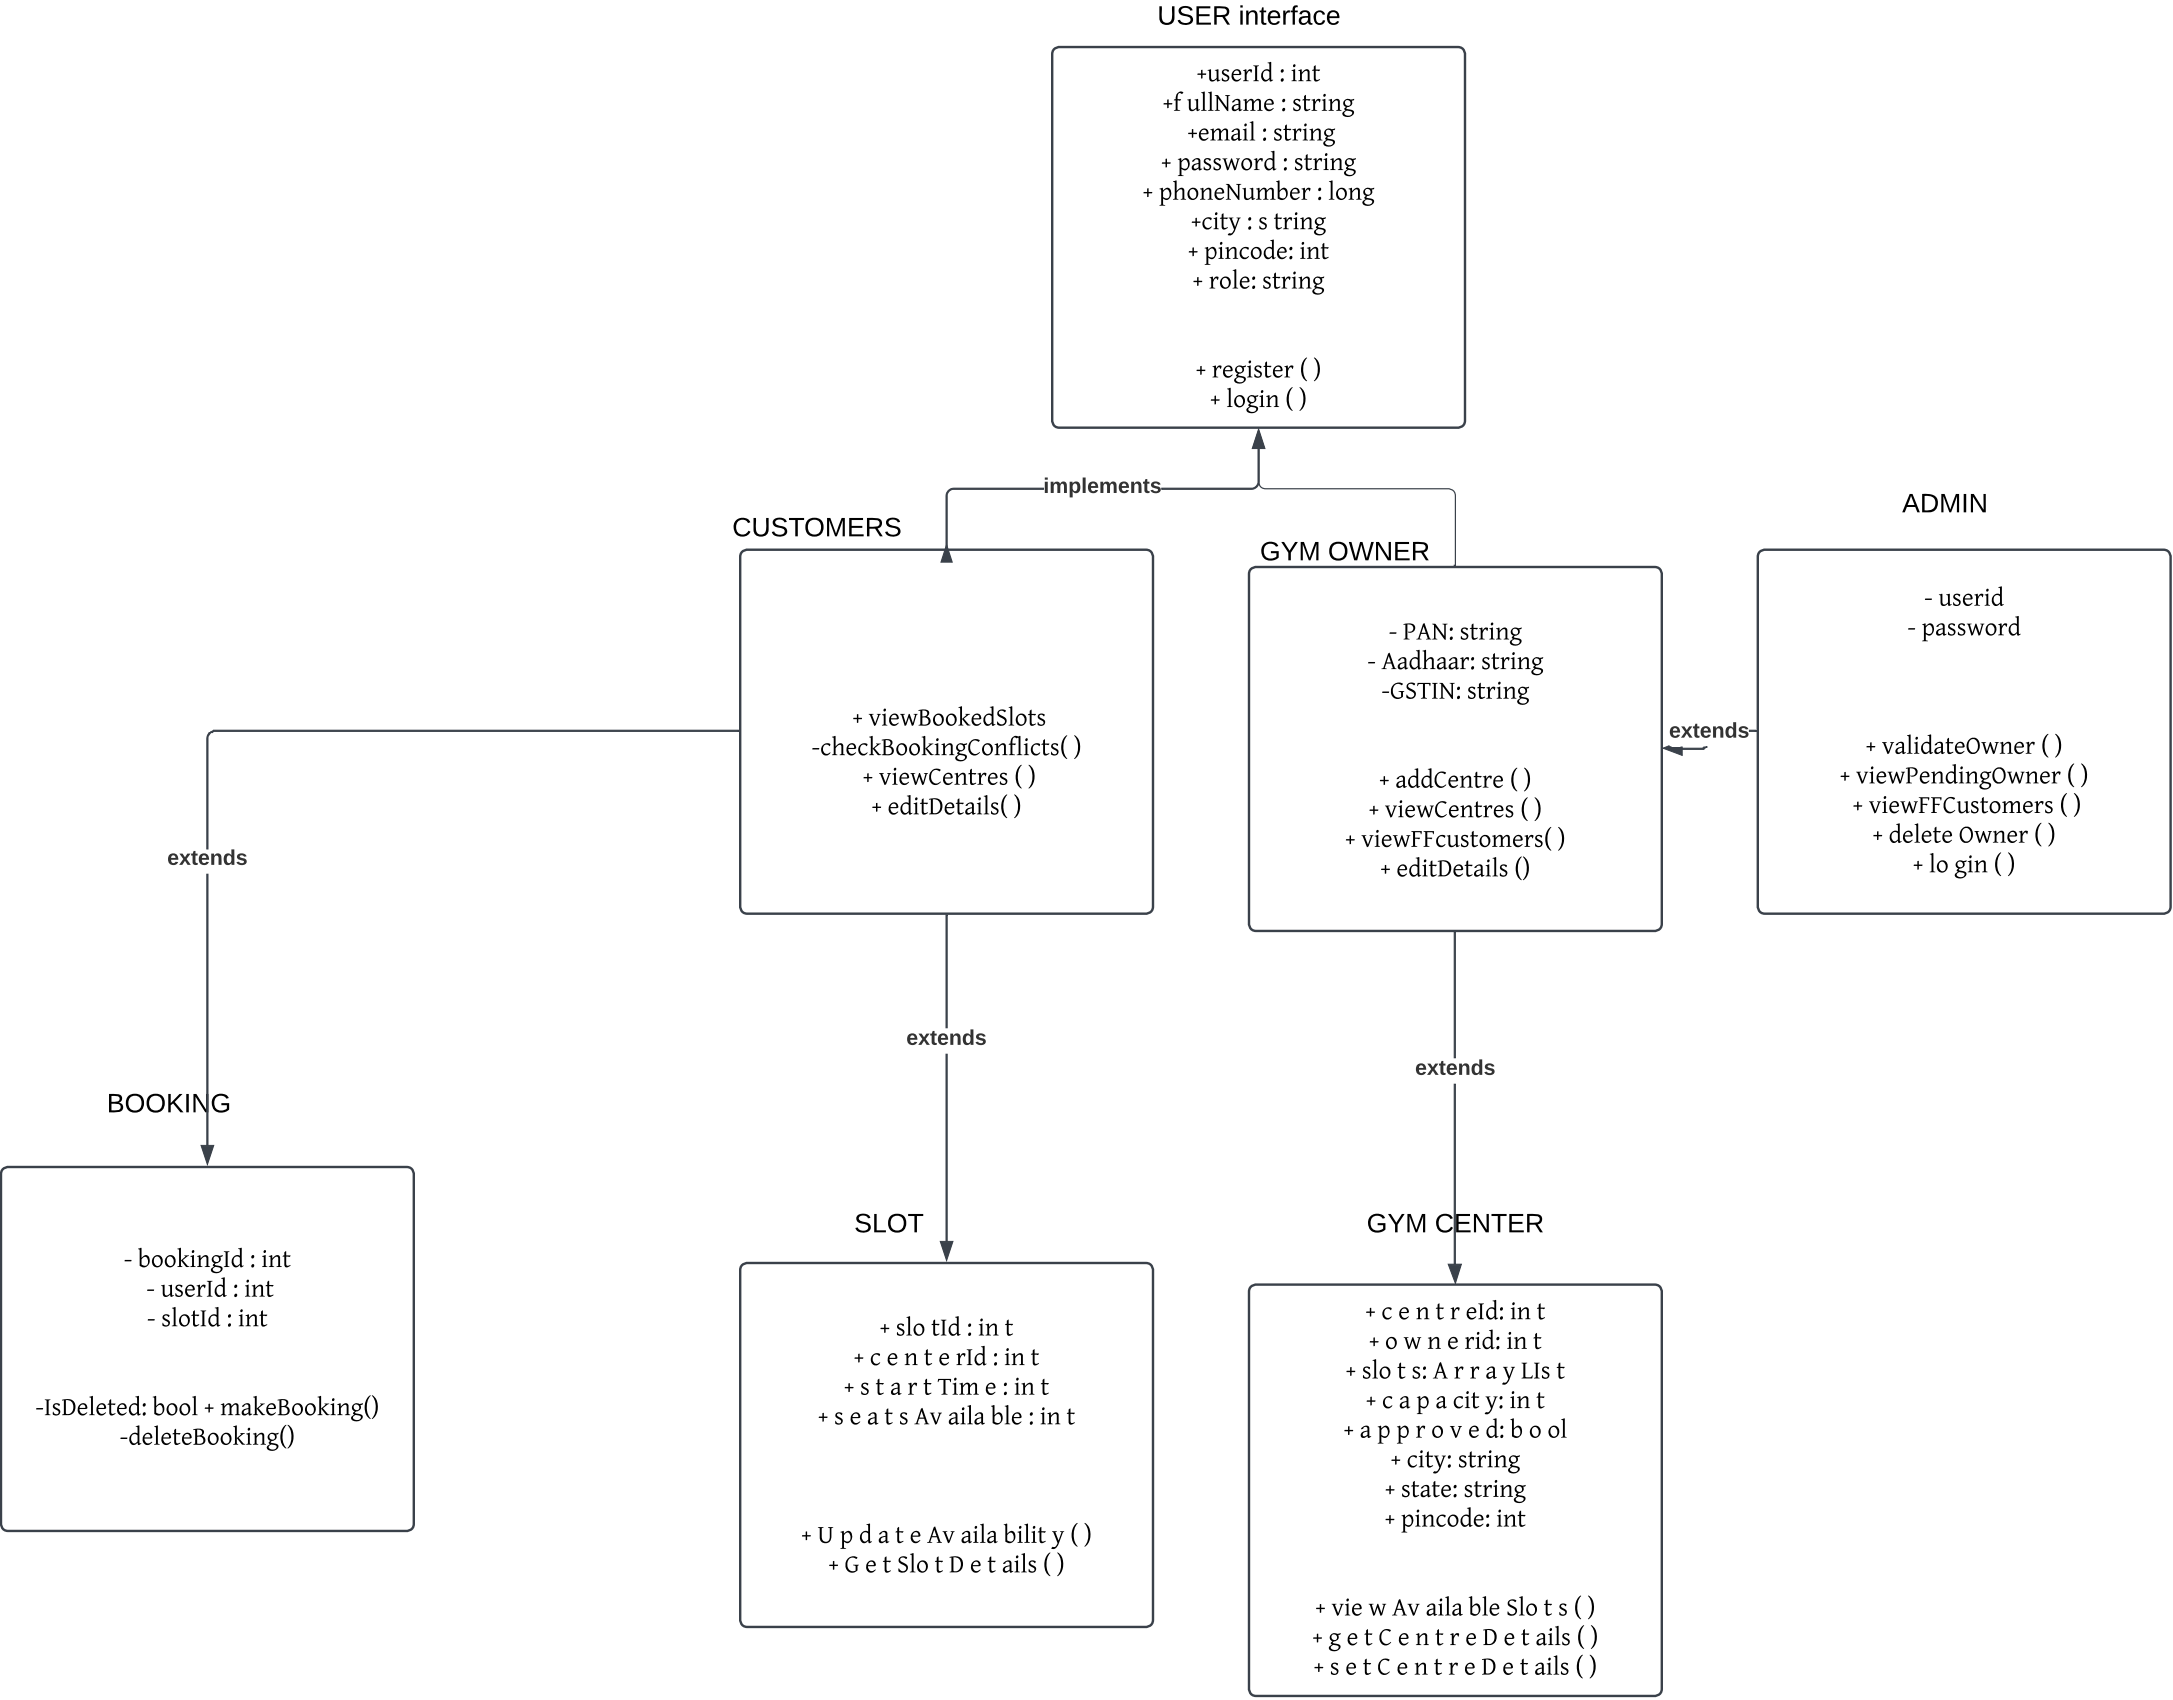 USER interface
+userId : int
+f ullName : string
+email : string
+ password : string
+ phoneNumber : long
+city : s tring
+ pincode: int
+ role: string
+ register ( )
+ login ( )
implements
CUSTOMERS
+ viewBookedSlots
-checkBookingConflicts( )
+ viewCentres ( )
+ editDetails( )
GYM OWNER
- PAN: string
- Aadhaar: string
-GSTIN: string
+ addCentre ( )
+ viewCentres ( )
+ viewFFcustomers( )
+ editDetails ()
extends
ADMIN
- userid
- password
+ validateOwner ( )
+ viewPendingOwner ( )
+ viewFFCustomers ( )
+ delete Owner ( )
+ lo gin ( )
extends
extends
extends
BOOKING
- bookingId : int
- userId : int
- slotId : int
-IsDeleted: bool + makeBooking()
-deleteBooking()
SLOT
+ slo tId : in t
+ c e n t e rId : in t
+ s t a r t Tim e : in t
+ s e a t s Av aila ble : in t
+ U p d a t e Av aila bilit y ( )
+ G e t Slo t D e t ails ( )
GYM CENTER
+ c e n t r eId: in t
+ o w n e rid: in t
+ slo t s: A r r a y LIs t
+ c a p a cit y: in t
+ a p p r o v e d: b o ol
+ city: string
+ state: string
+ pincode: int
+ vie w Av aila ble Slo t s ( )
+ g e t C e n t r e D e t ails ( )
+ s e t C e n t r e D e t ails ( )